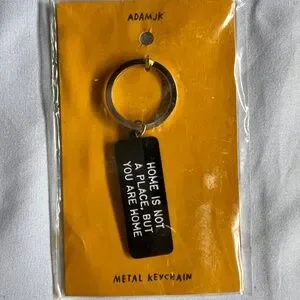 ADAMJK
HOME IS NOT
A PLACE, BUT
YOU ARE HOME
METAL KEYCHAIN